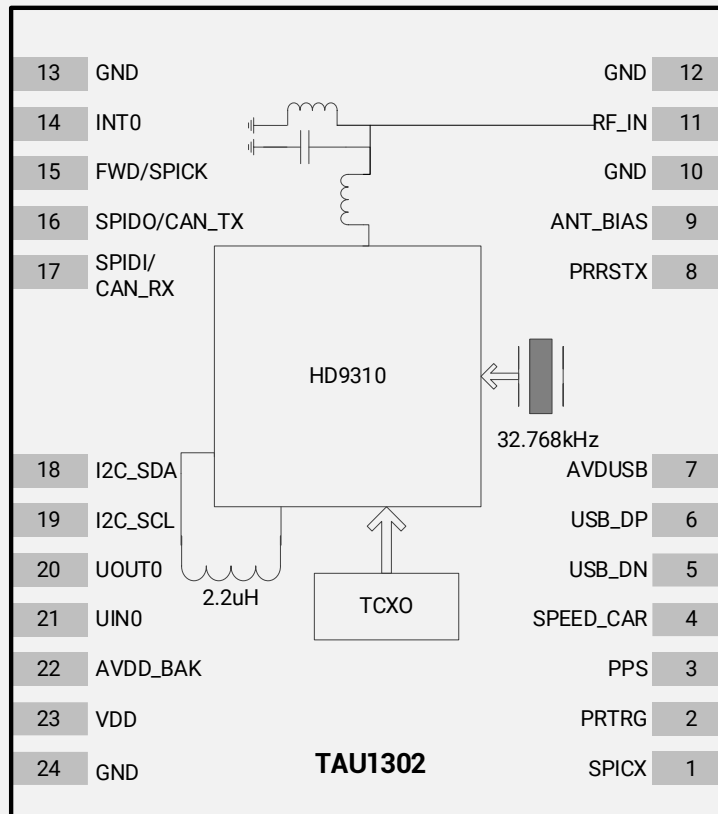 13 GND
14 INT0
15 FWD/SPICK
16 SPIDO/CAN_TX
17 SPIDI/
CAN_RX
18 I2C_SDA
19 I2C_SCL
20 UOUT0
21 UIN0
22 AVDD_BAK
23 VDD
24 GND
HD9310
32.768kHz
2.2uH
TCXO
TAU1302
GND 12
RF_IN 11
GND 10
ANT_BIAS 9
PRRSTX 8
AVDUSB 7
USB_DP 6
USB_DN 5
SPEED_CAR 4
PPS 3
PRTRG 2
SPICX 1